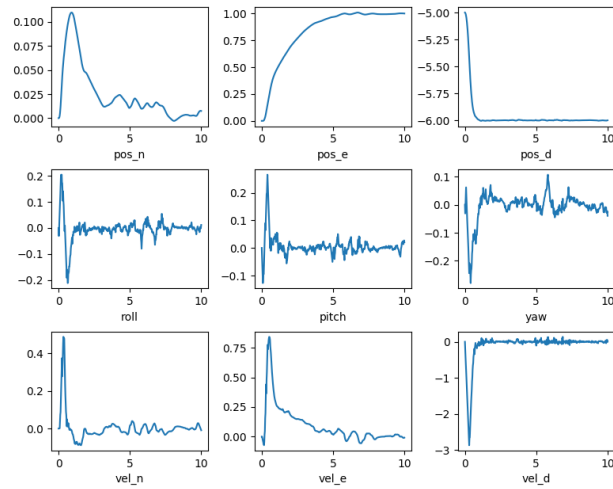 0.100
0.075
0.050
0.025
0.000
0 5 10
pos_n
1.00
0.75
0.50
0.25
0.00
0 5 10
pos_e
−5.00
−5.25
−5.50
−5.75
−6.00
0 5 10
pos_d
0.2
0.1
0.0
−0.1
−0.2
0 5 10
roll
0.2
0.1
0.0
−0.1
0 5 10
pitch
0.1
0.0
−0.1
−0.2
0 5 10
yaw
0.4
0.2
0.0
0 5 10
vel_n
0.75
0.50
0.25
0.00
0 5 10
vel_e
0
−1
−2
−3
0 5 10
vel_d